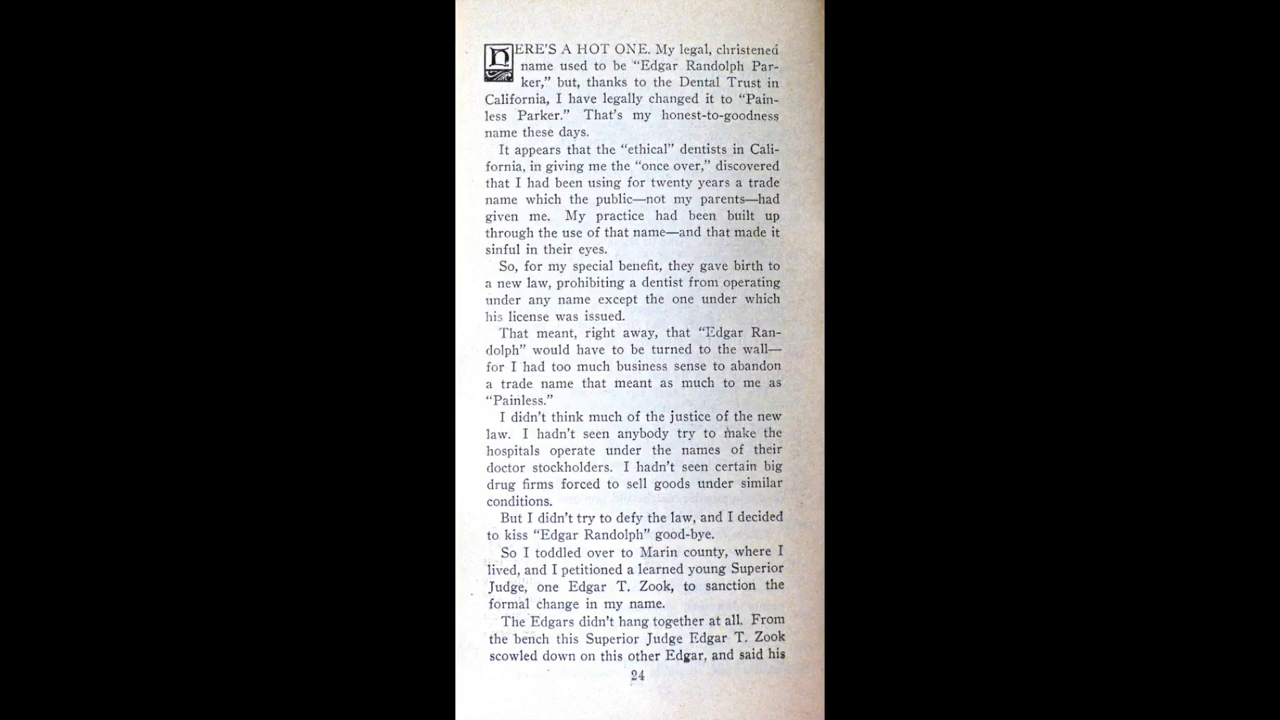 HERE'S A HOT ONE. My legal, christened
name used to be "Edgar Randolph Par-
ker," but, thanks to the Dental Trust in
California, I have legally changed it to "Pain-
less Parker." That's my honest-to-goodness
name these days.
It appears that the "ethical" dentists in Cali-
fornia, in giving me the "once over," discovered
that I had been using for twenty years a trade
name which the public—not my parents—had
given me. My practice had been built up
through the use of that name—and that made it
sinful in their eyes.
So, for my special benefit, they gave birth to
a new law, prohibiting a dentist from operating
under any name except the one under which
his license was issued.
That meant, right away, that "Edgar Ran-
dolph" would have to be turned to the wall—
for I had too much business sense to abandon
a trade name that meant as much to me as
"Painless."
I didn't think much of the justice of the new
law. I hadn't seen anybody try to make the
hospitals operate under the names of their
doctor stockholders. I hadn't seen certain big
drug firms forced to sell goods under similar
conditions.
But I didn't try to defy the law, and I decided
to kiss "Edgar Randolph" good-bye.
So I toddled over to Marin county, where I
lived, and I petitioned a learned young Superior
Judge, one Edgar T. Zook, to sanction the
formal change in my name.
The Edgars didn't hang together at all. From
the bench this Superior Judge Edgar T. Zook
scowled down on this other Edgar, and said his
24